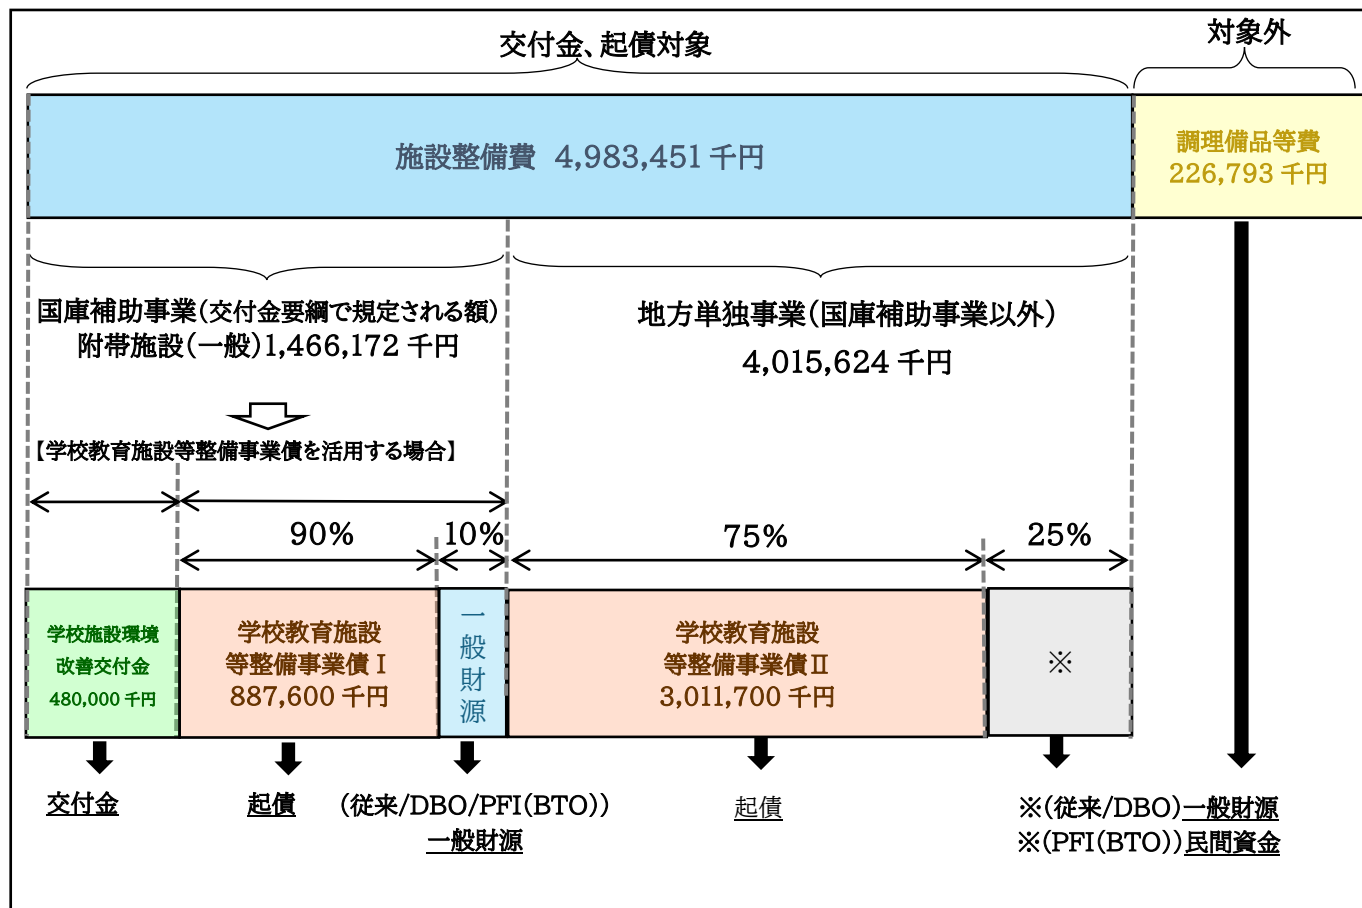 交付金、起債対象
対象外
施設整備費 4,983,451 千円
調理備品等費
226,793 千円
国庫補助事業(交付金要綱で規定される額)
附帯施設(一般)1,466,172 千円
地方単独事業(国庫補助事業以外)
4,015,624 千円
【学校教育施設等整備事業債を活用する場合】
90%
10%
75%
25%
学校施設環境
改善交付金
480,000 千円
学校教育施設
等整備事業債Ⅰ
887,600 千円
一般財源
学校教育施設
等整備事業債Ⅱ
3,011,700 千円
※
交付金
起債
(従来/DBO/PFI(BTO))
一般財源
起債
※(従来/DBO)一般財源
※(PFI(BTO))民間資金